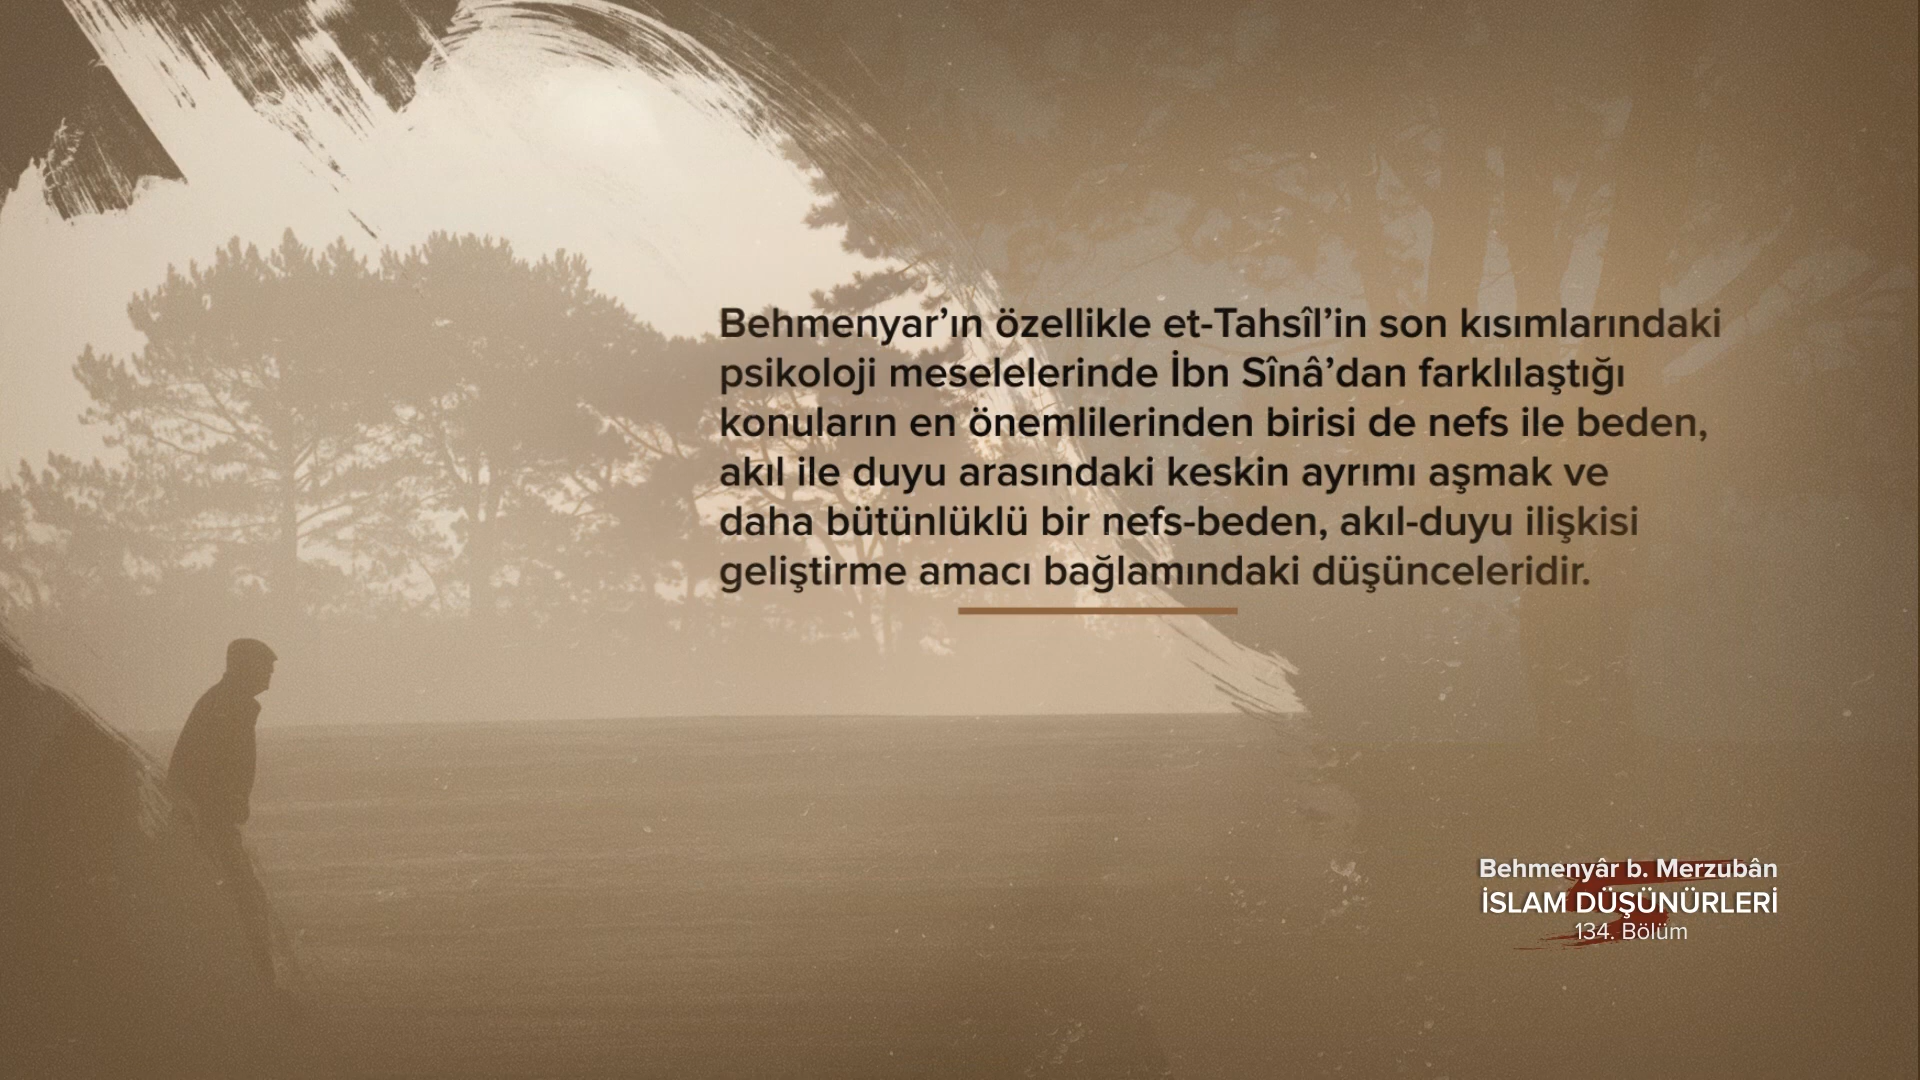 Behmenyar’ın özellikle et-Tahsîl’in son kısımlarındaki
psikoloji meselelerinde İbn Sînâ’dan farklılaştığı
konuların en önemlilerinden birisi de nefs ile beden,
akıl ile duyu arasındaki keskin ayrımı aşmak ve
daha bütünlüklü bir nefs-beden, akıl-duyu ilişkisi
geliştirme amacı bağlamındaki düşünceleridir.
Behmenyâr b. Merzubân
İSLAM DÜŞÜNÜRLERİ
134. Bölüm